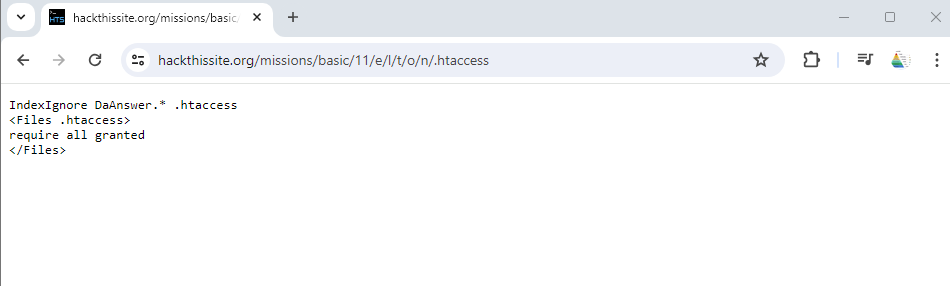 hackthissite.org/missions/basic/
hackthissite.org/missions/basic/11/e/l/t/o/n/.htaccess
IndexIgnore DaAnswer.* .htaccess
<Files .htaccess>
require all granted
</Files>